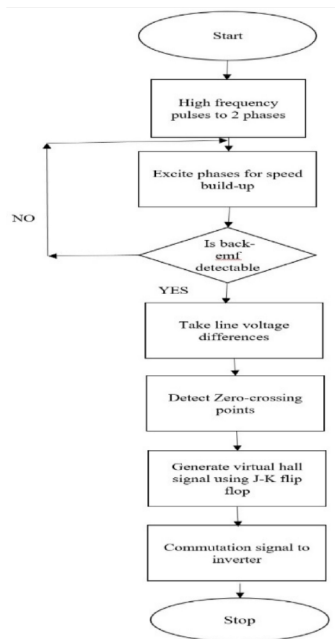 Start
High frequency
pulses to 2 phases
Excite phases for speed
build-up
NO
Is back-
emf
detectable
YES
Take line voltage
differences
Detect Zero-crossing
points
Generate virtual hall
signal using J-K flip
flop
Commutation signal to
inverter
Stop